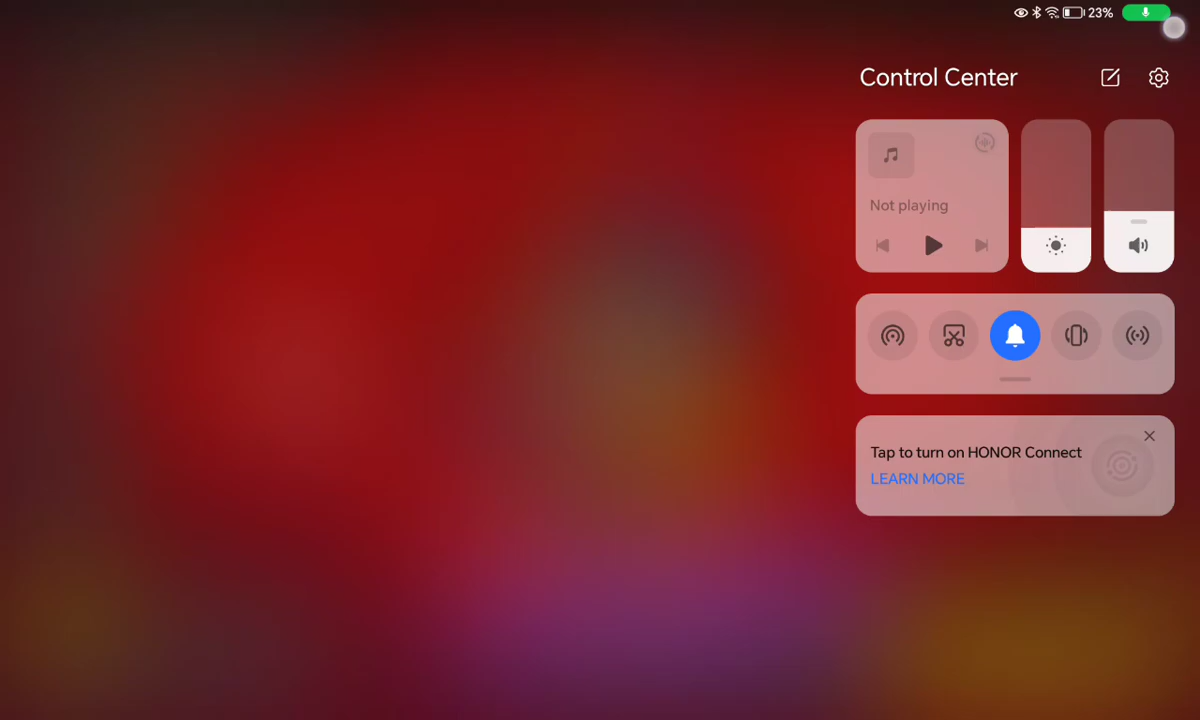 23%
Control Center
Not playing
Tap to turn on HONOR Connect
LEARN MORE